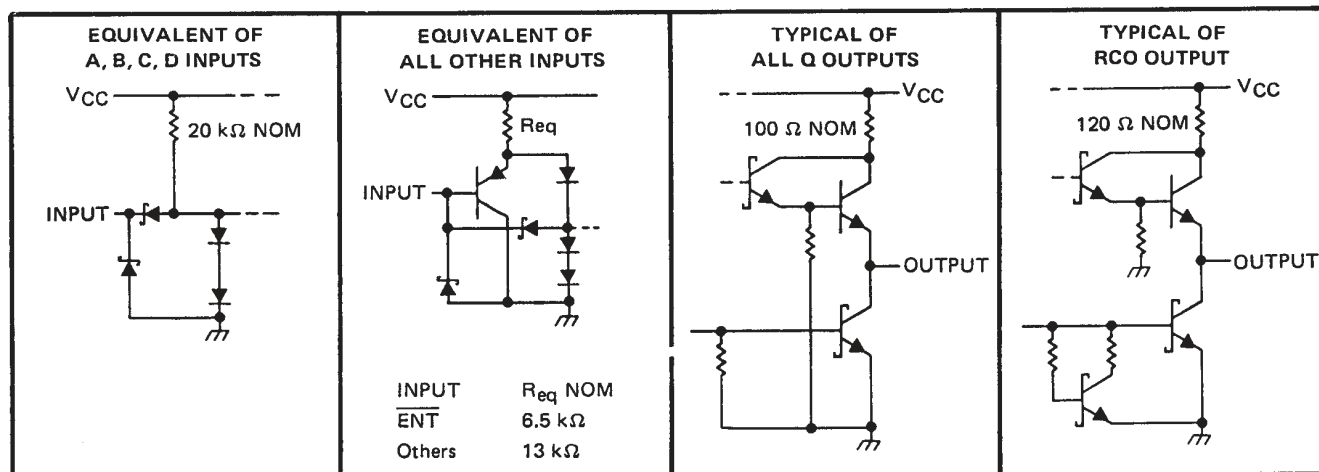 EQUIVALENT OF
A, B, C, D INPUTS
VCC
20 kΩ NOM
INPUT
EQUIVALENT OF
ALL OTHER INPUTS
VCC
Req
INPUT
INPUT Req NOM
E̅N̅T̅ 6.5 kΩ
Others 13 kΩ
TYPICAL OF
ALL Q OUTPUTS
VCC
100 Ω NOM
OUTPUT
TYPICAL OF
RCO OUTPUT
VCC
120 Ω NOM
OUTPUT